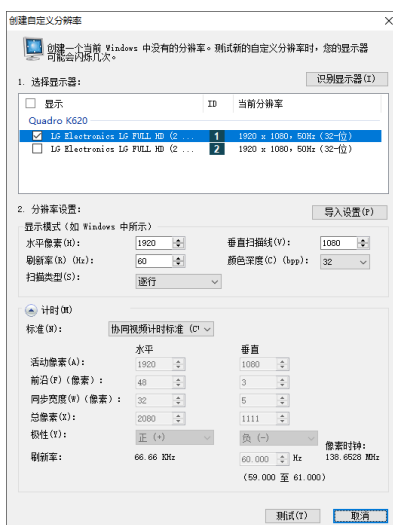 创建自定义分辨率
创建一个当前 Windows 中没有的分辨率。测试新的自定义分辨率时，您的显示器
可能会闪烁几次。
1. 选择显示器：
识别显示器(I)
显示 ID 当前分辨率
Quadro K620
LG Electronics LG FULL HD (2 ... 1 1920 x 1080，50Hz (32-位)
LG Electronics LG FULL HD (2 ... 2 1920 x 1080，50Hz (32-位)
2. 分辨率设置：
导入设置(P)
显示模式（如 Windows 中所示）
水平像素(H)： 1920 垂直扫描线(V)： 1080
刷新率(R) (Hz)： 60 颜色深度(C) (bpp)： 32
扫描类型(S)： 逐行
计时(M)
标准(N)： 协同视频计时标准 (C
水平 垂直
活动像素(A)： 1920 1080
前沿(F)（像素）： 48 3
同步宽度(W)（像素）： 32 5
总像素(X)： 2080 1111
极性(Y)： 正 (+) 负 (-)
像素时钟：
刷新率： 66.66 KHz 60.000 Hz 138.6528 MHz
(59.000 至 61.000)
测试(T) 取消